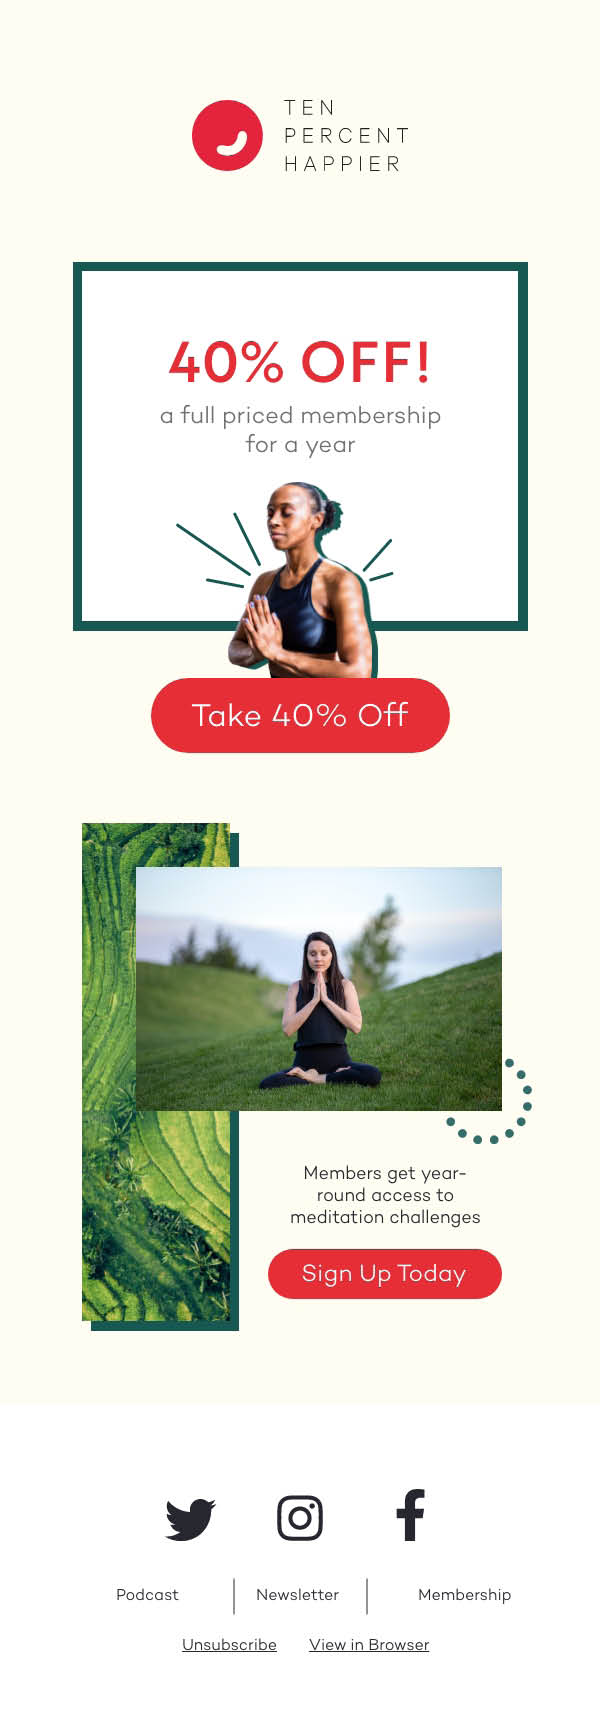 TEN
PERCENT
HAPPIER
40% OFF!
a full priced membership
for a year
Take 40% Off
Members get year-
round access to
meditation challenges
Sign Up Today
Podcast
Newsletter
Membership
Unsubscribe
View in Browser